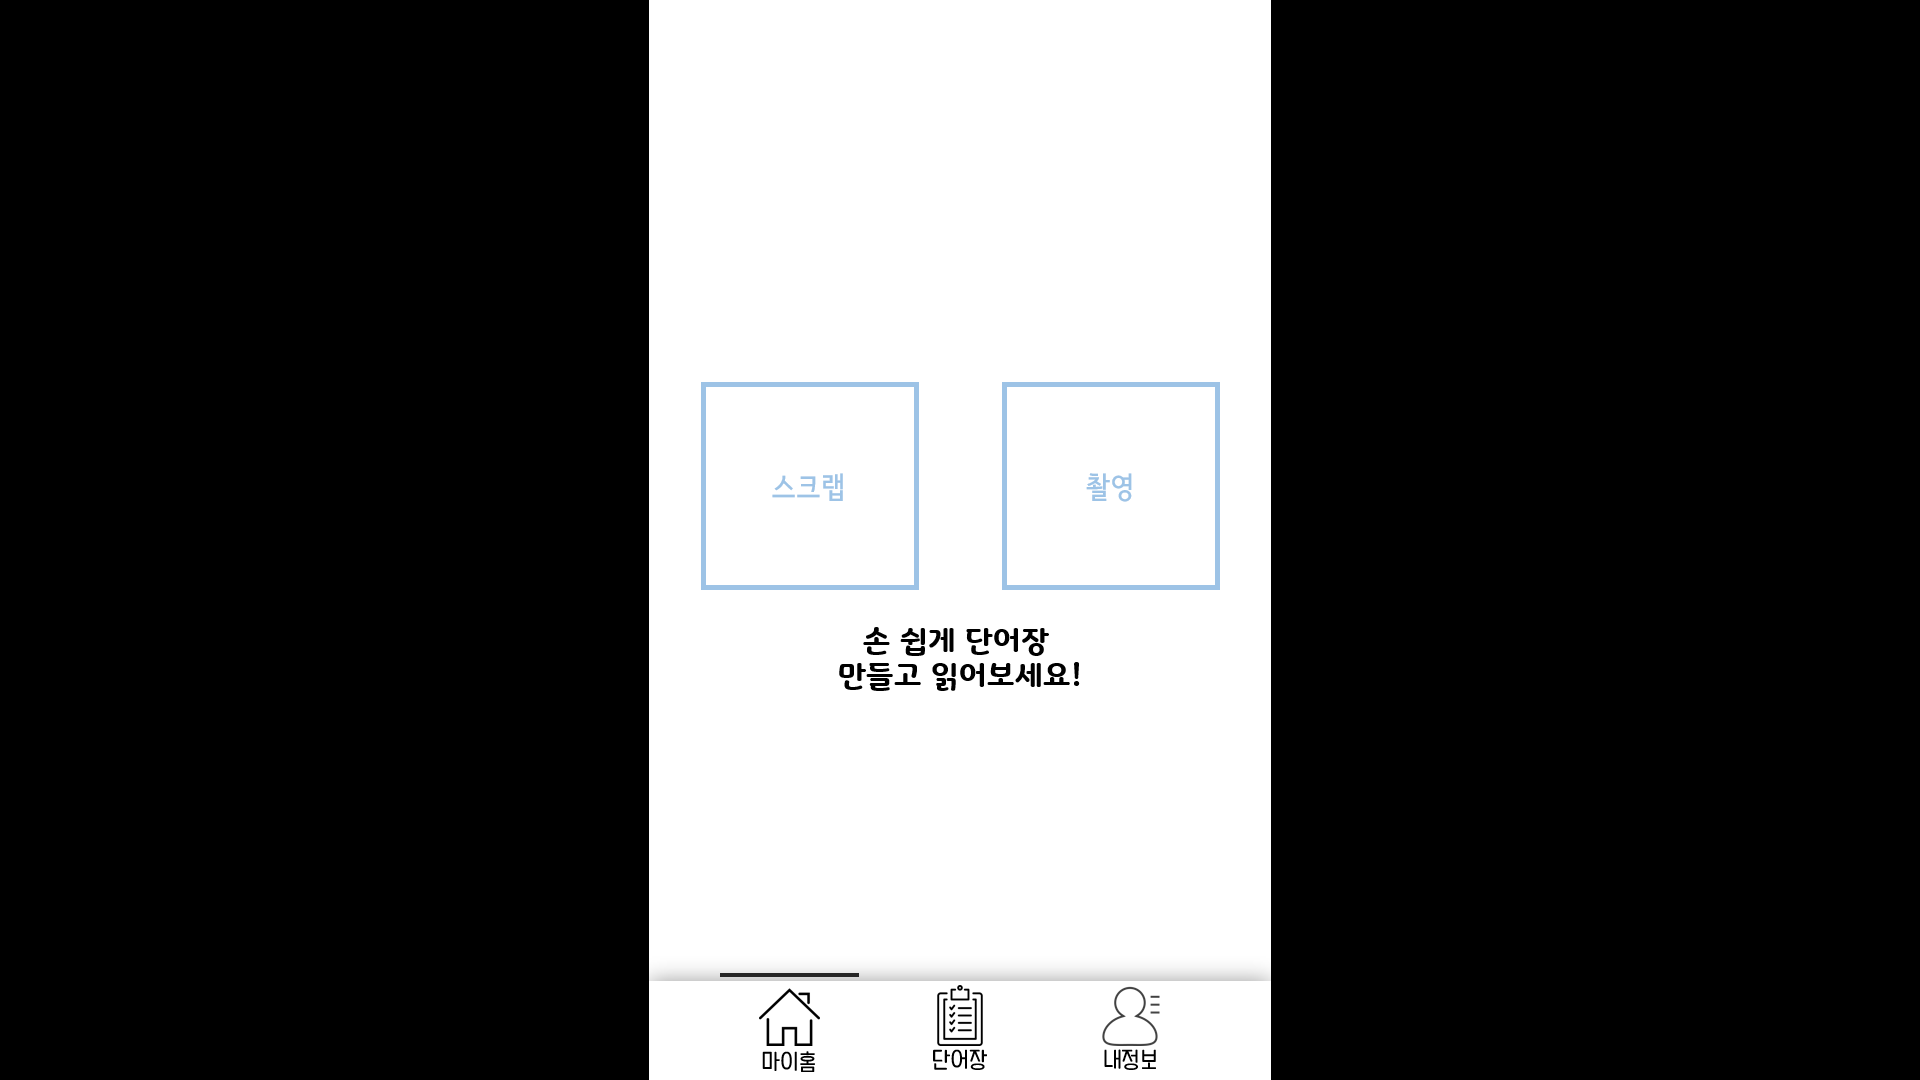 스크랩
촬영
손 쉽게 단어장
만들고 읽어보세요!
마이홈
단어장
내정보